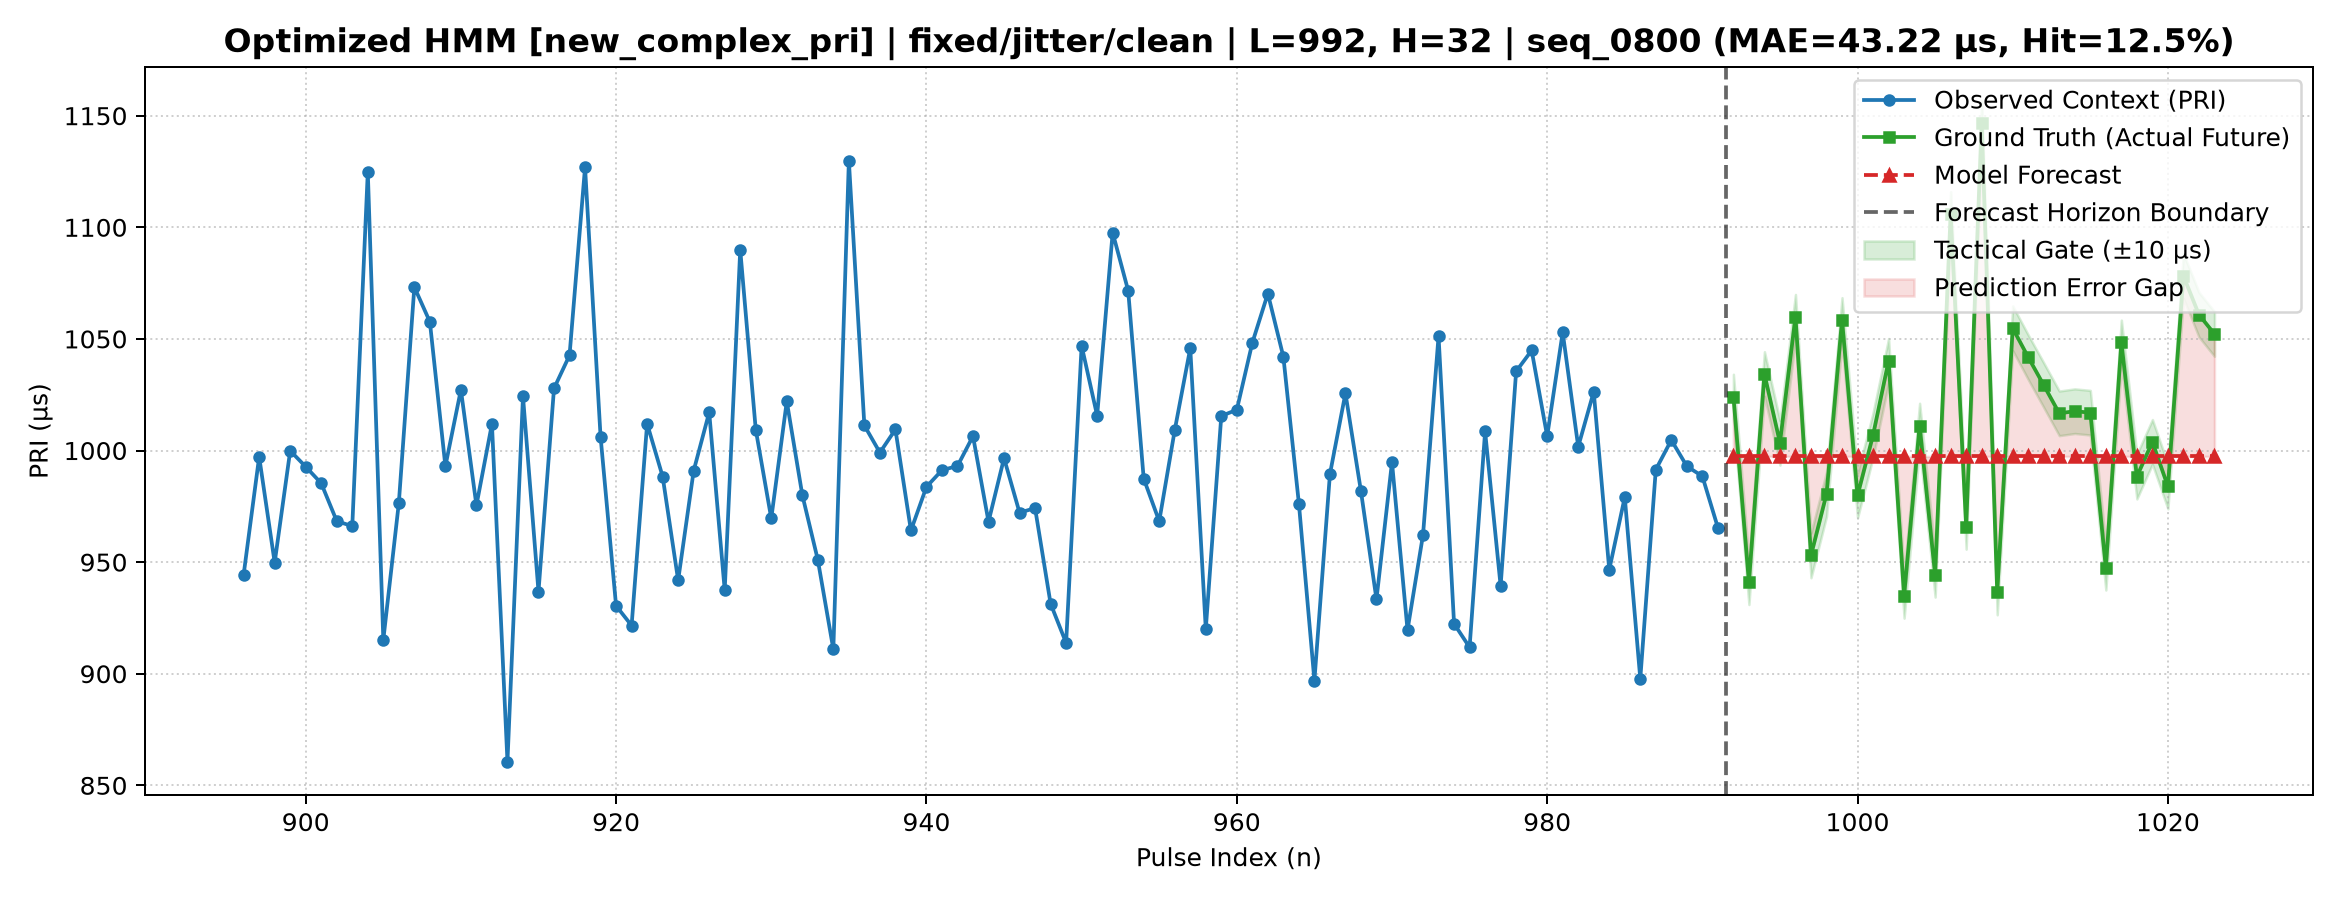 Optimized HMM [new_complex_pri] | fixed/jitter/clean | L=992, H=32 | seq_0800 (MAE=43.22 µs, Hit=12.5%)
PRI (µs)
1150
1100
1050
1000
950
900
850
Observed Context (PRI)
Ground Truth (Actual Future)
Model Forecast
Forecast Horizon Boundary
Tactical Gate (±10 µs)
Prediction Error Gap
900
920
940
960
980
1000
1020
Pulse Index (n)